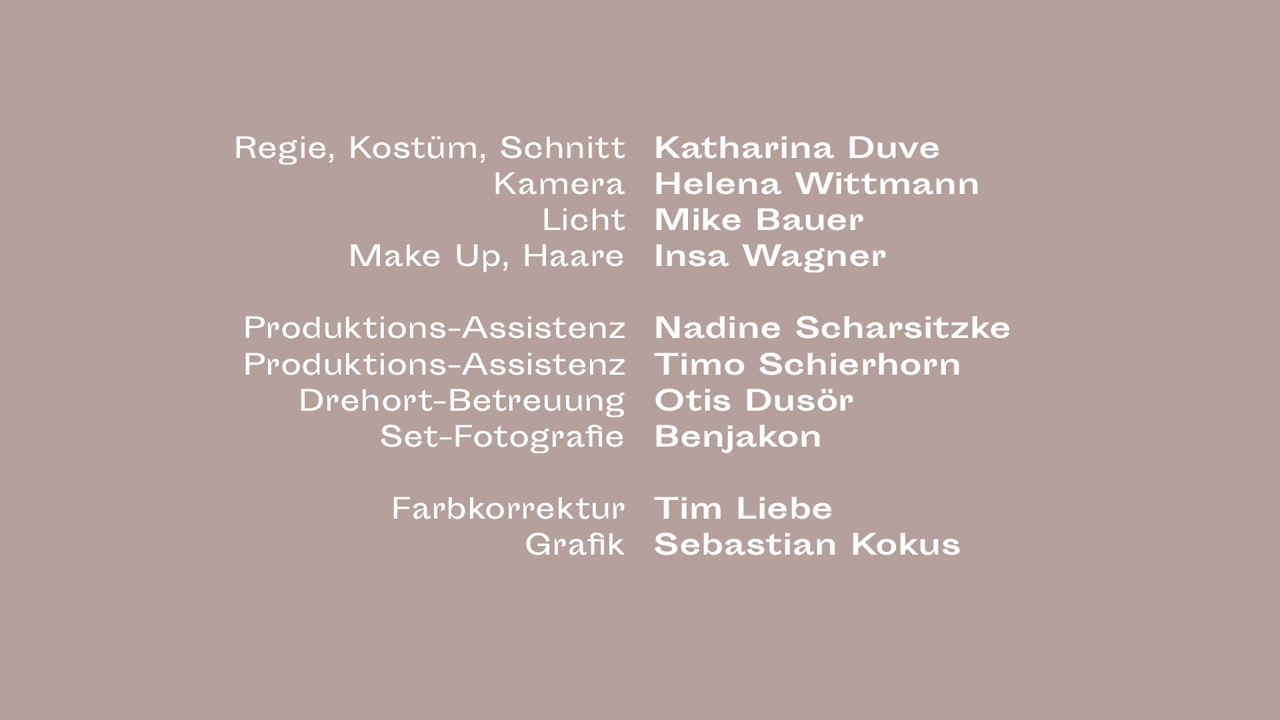 Regie, Kostüm, Schnitt Katharina Duve
Kamera Helena Wittmann
Licht Mike Bauer
Make Up, Haare Insa Wagner
Produktions-Assistenz Nadine Scharsitzke
Produktions-Assistenz Timo Schierhorn
Drehort-Betreuung Otis Dusör
Set-Fotografie Benjakon
Farbkorrektur Tim Liebe
Grafik Sebastian Kokus